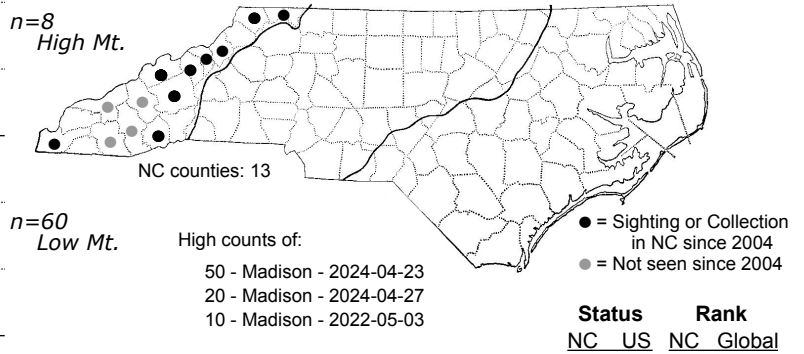 n=8
High Mt.
NC counties: 13
n=60
Low Mt.
High counts of:
50 - Madison - 2024-04-23
20 - Madison - 2024-04-27
10 - Madison - 2022-05-03
● = Sighting or Collection
in NC since 2004
● = Not seen since 2004
Status Rank
NC US NC Global